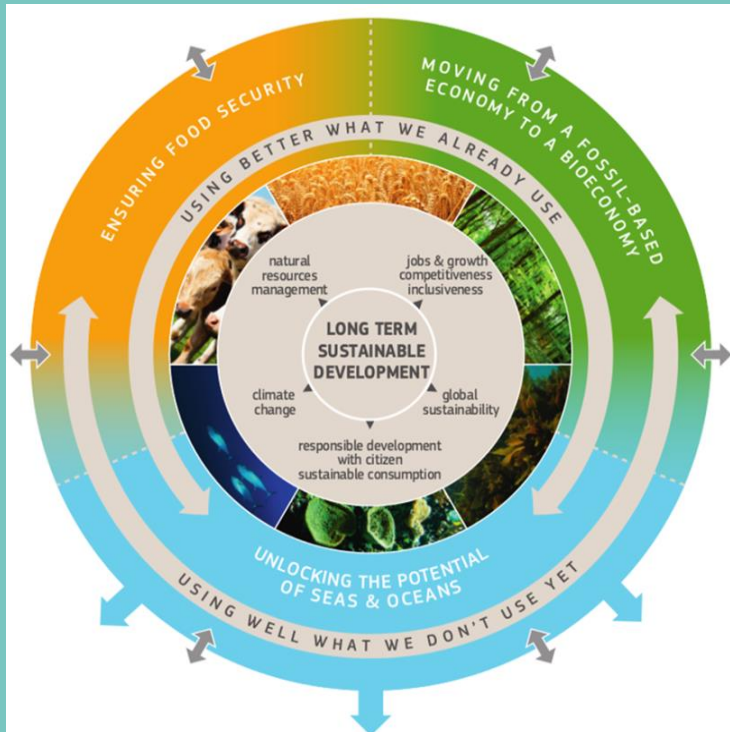 ENSURING FOOD SECURITY
MOVING FROM A FOSSIL-BASED
ECONOMY TO A BIOECONOMY
USING BETTER WHAT WE ALREADY USE
natural
resources
management
jobs & growth
competitiveness
inclusiveness
LONG TERM
SUSTAINABLE
DEVELOPMENT
climate
change
global
sustainability
responsible development
with citizen
sustainable consumption
UNLOCKING THE POTENTIAL
OF SEAS & OCEANS
USING WELL WHAT WE DON'T USE YET